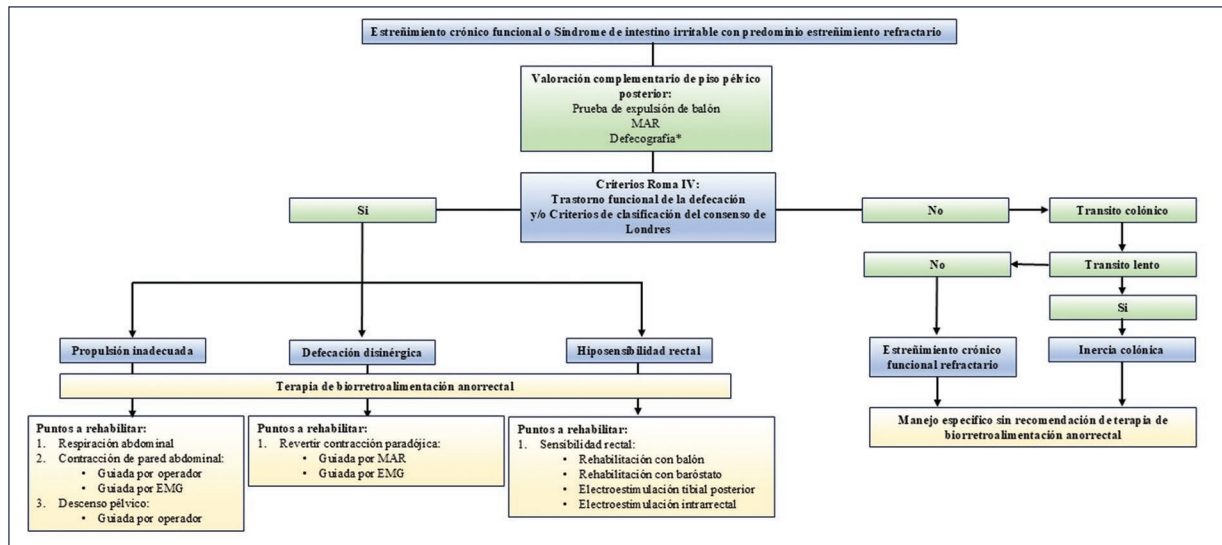 Estreñimiento crónico funcional o Síndrome de intestino irritable con predominio estreñimiento refractario
Valoración complementario de piso pélvico
posterior:
Prueba de expulsión de balón
MAR
Defecografía*
Criterios Roma IV:
Trastorno funcional de la defecación
y/o Criterios de clasificación del consenso de
Londres
Sí
No
Transito colónico
No
Transito lento
Si
Propulsión inadecuada
Defecación disinérgica
Hiposensibilidad rectal
Estreñimiento crónico
funcional refractario
Inercia colónica
Terapia de biorretroalimentación anorrectal
Manejo específico sin recomendación de terapia de
biorretroalimentación anorrectal
Puntos a rehabilitar:
1. Respiración abdominal
2. Contracción de pared abdominal:
• Guiada por operador
• Guiada por EMG
3. Descenso pélvico:
• Guiada por operador
Puntos a rehabilitar:
1. Revertir contracción paradójica:
• Guiada por MAR
• Guiada por EMG
Puntos a rehabilitar:
1. Sensibilidad rectal:
• Rehabilitación con balón
• Rehabilitación con baróstato
• Electroestimulación tibial posterior
• Electroestimulación intrarrectal